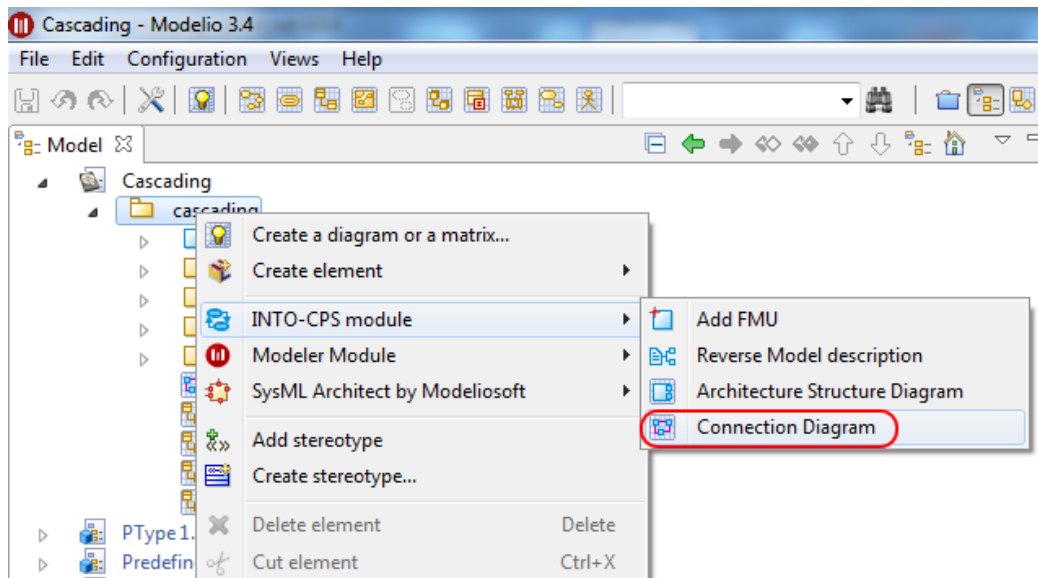 Cascading - Modelio 3.4
File Edit Configuration Views Help
Model
Cascading
cascading
Create a diagram or a matrix...
Create element
INTO-CPS module
Add FMU
Modeler Module
Reverse Model description
SysML Architect by Modeliosoft
Architecture Structure Diagram
Connection Diagram
Add stereotype
Create stereotype...
PType1.
Delete element Delete
Predefin
Cut element Ctrl+X